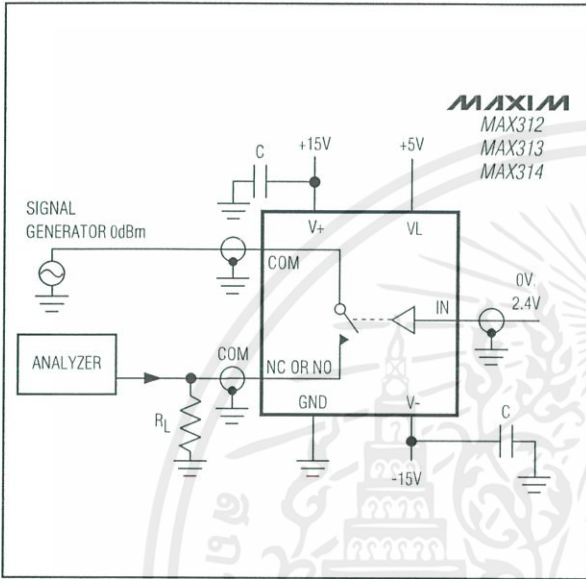 MAXIM
MAX312
MAX313
MAX314
+15V
+5V
C
SIGNAL
GENERATOR 0dBm
V+
VL
COM
0V,
2.4V
IN
ANALYZER
COM
NC OR NO
GND
V-
C
RL
-15V